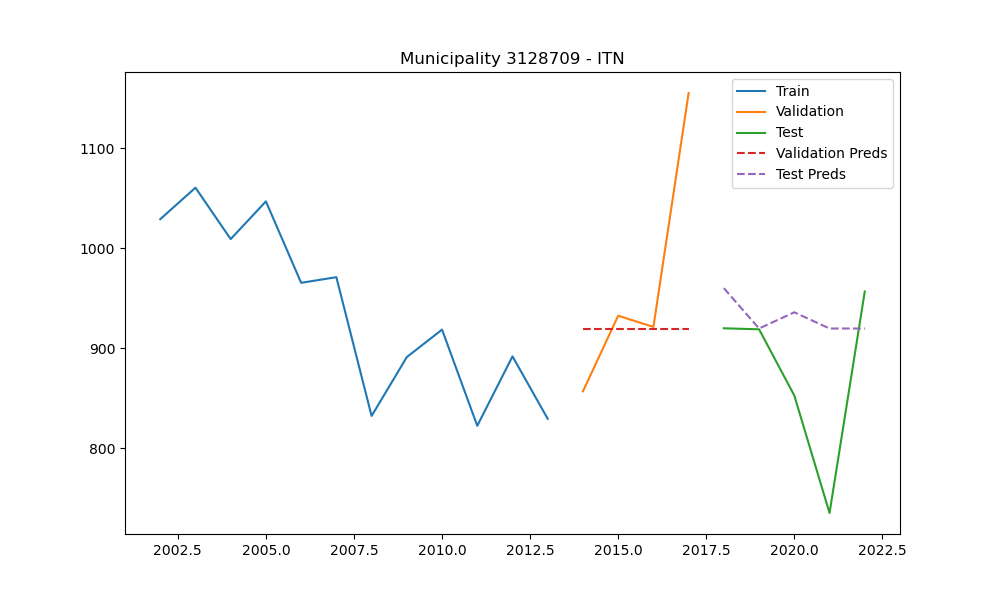 Municipality 3128709 - ITN
Train
Validation
Test
Validation Preds
Test Preds
1100
1000
900
800
2002.5 2005.0 2007.5 2010.0 2012.5 2015.0 2017.5 2020.0 2022.5